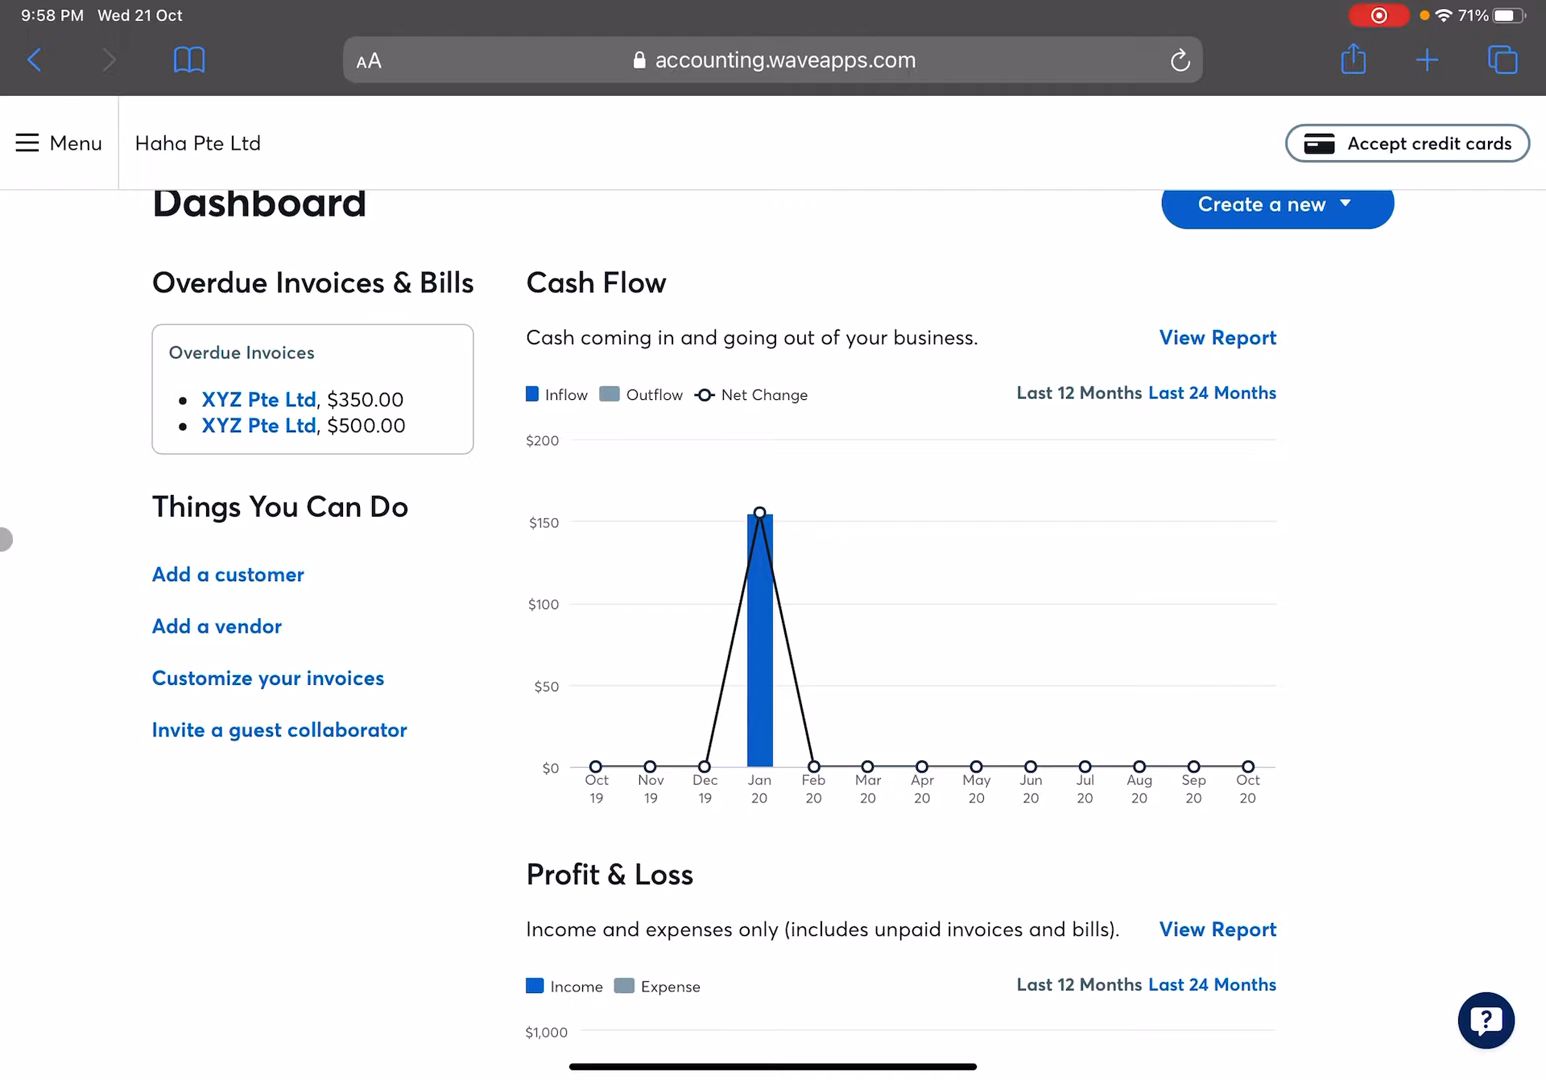 9:58 PM Wed 21 Oct
71%
AA
accounting.waveapps.com
Menu
Haha Pte Ltd
Accept credit cards
Dashboard
Create a new
Overdue Invoices & Bills
Overdue Invoices
XYZ Pte Ltd, $350.00
XYZ Pte Ltd, $500.00
Things You Can Do
Add a customer
Add a vendor
Customize your invoices
Invite a guest collaborator
Cash Flow
Cash coming in and going out of your business.
View Report
Inflow Outflow Net Change
Last 12 Months Last 24 Months
$200
$150
$100
$50
$0
Oct Nov Dec Jan Feb Mar Apr May Jun Jul Aug Sep Oct
19 19 19 20 20 20 20 20 20 20 20 20 20
Profit & Loss
Income and expenses only (includes unpaid invoices and bills).
View Report
Income Expense
Last 12 Months Last 24 Months
$1,000
?